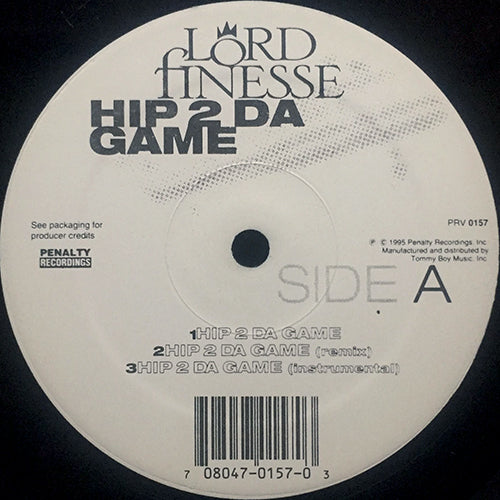 LORD
fINESSE
HIP 2 DA
GAME
PRV 0157
See packaging for
producer credits
PENALTY
RECORDINGS
℗ © 1995 Penalty Recordings. Inc
Manufactured and distributed by
Tommy Boy Music. Inc
SIDE A
1HIP 2 DA GAME
2HIP 2 DA GAME (remix)
3HIP 2 DA GAME (instrumental)
7 08047-0157-0 3